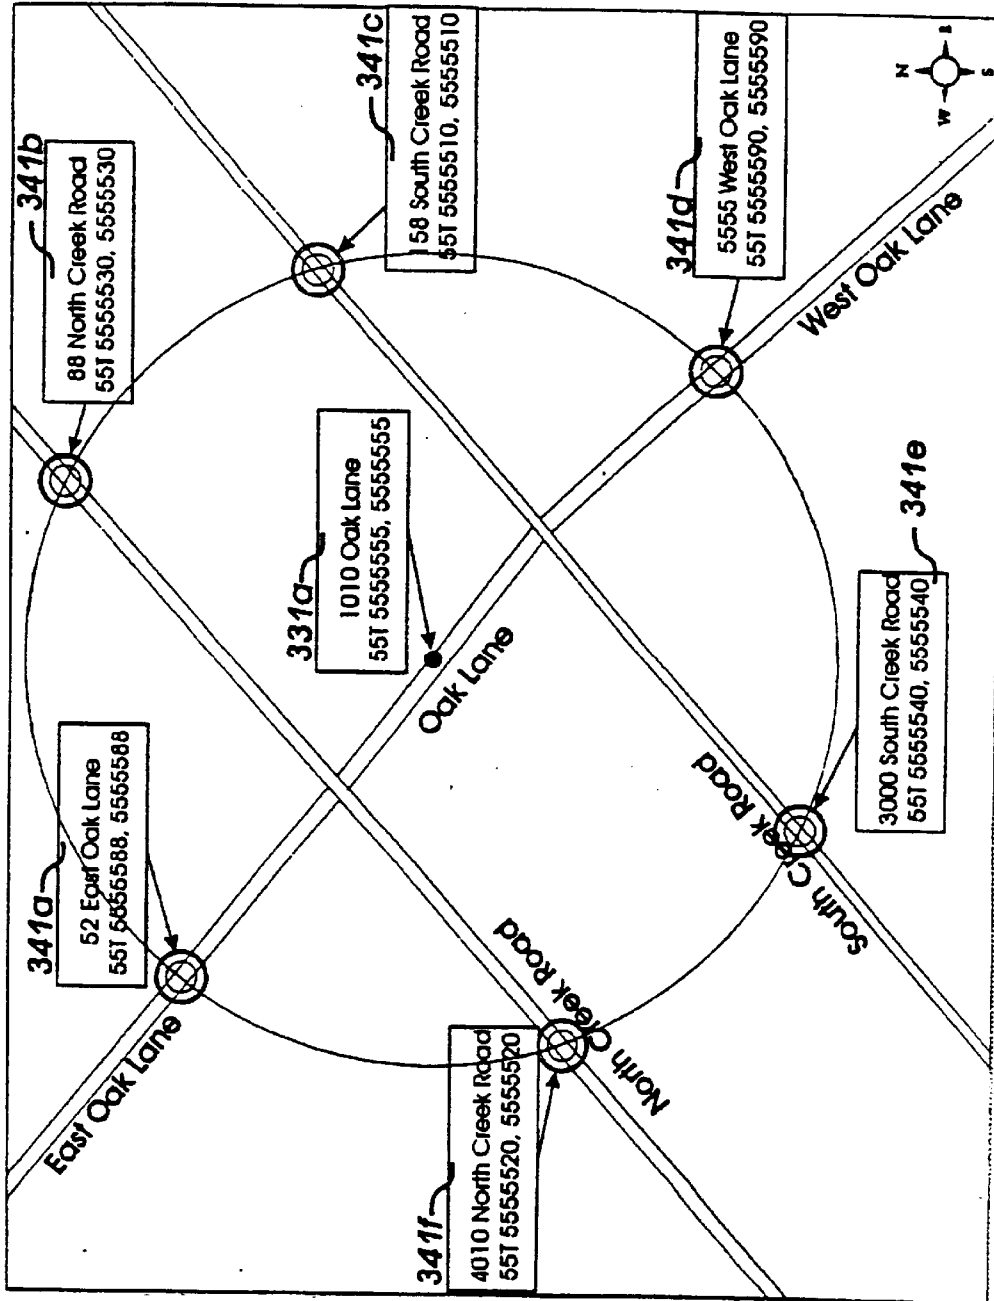 341a
52 East Oak Lane
55T 5555588, 5555588
341b
88 North Creek Road
55T 5555530, 5555530
331a
1010 Oak Lane
55T 5555555, 5555555
341c
158 South Creek Road
55T 5555510, 5555510
341f
4010 North Creek Road
55T 5555520, 5555520
341d
5555 West Oak Lane
55T 5555590, 5555590
341e
3000 South Creek Road
55T 5555540, 5555540
East Oak Lane
Oak Lane
West Oak Lane
North Creek Road
South Creek Road
N
W
E
S